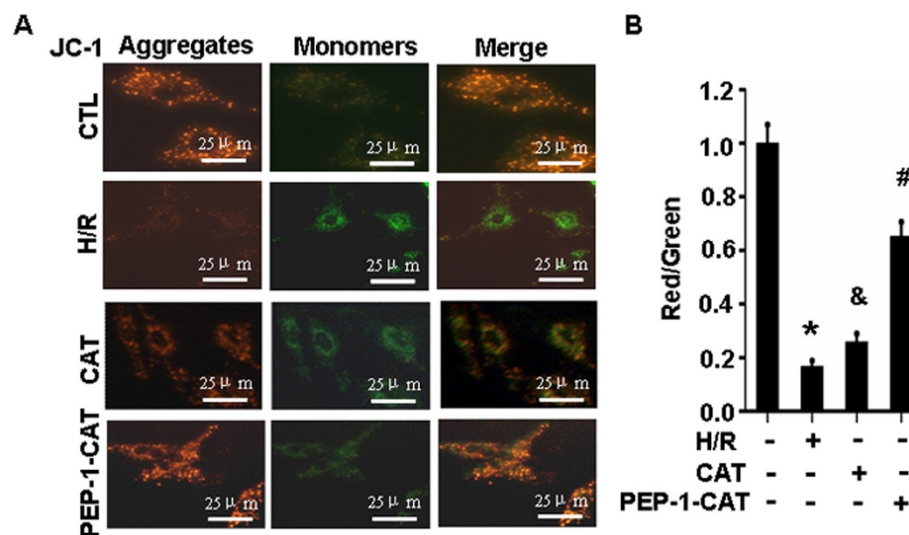 A
JC-1 Aggregates Monomers Merge
CTL
25 μ m 25 μ m 25 μ m
H/R
25 μ m 25 μ m 25 μ m
CAT
25 μ m 25 μ m 25 μ m
PEP-1-CAT
25 μ m 25 μ m 25 μ m
B
Red/Green
1.2
1.0
0.8
0.6
0.4
0.2
0.0
* & #
H/R - + - -
CAT - - + -
PEP-1-CAT - - - +